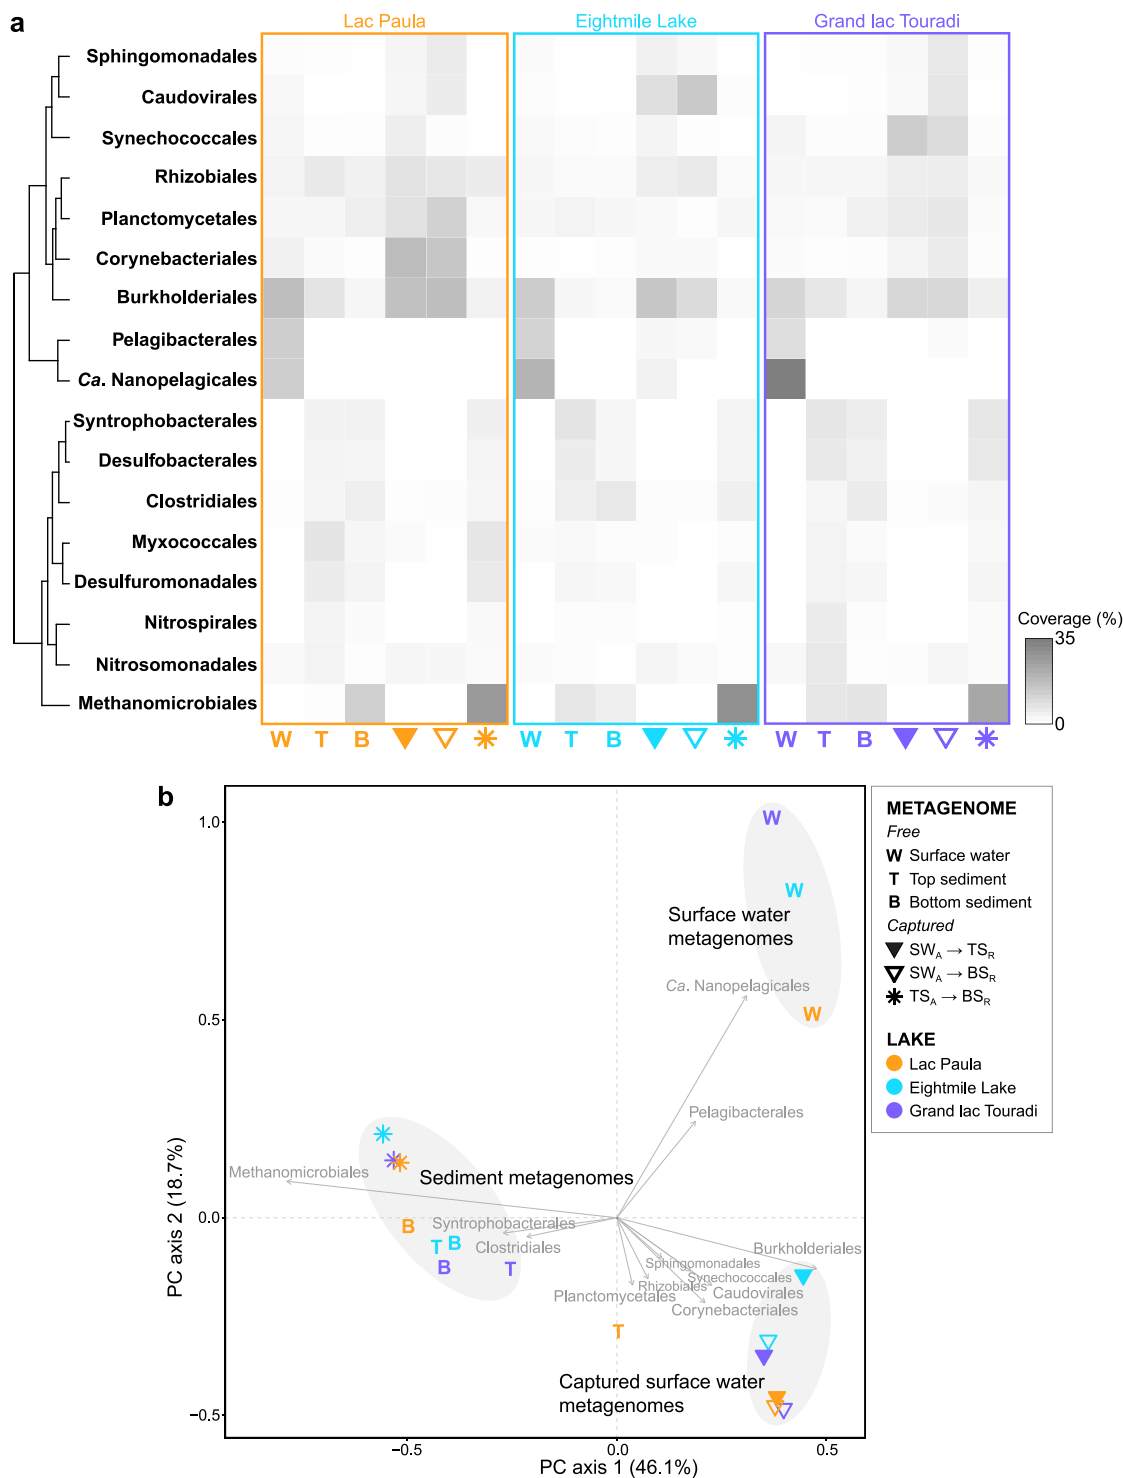 a
Lac Paula
Eightmile Lake
Grand lac Touradi
Sphingomonadales
Caudovirales
Synechococcales
Rhizobiales
Planctomycetales
Corynebacteriales
Burkholderiales
Pelagibacterales
Ca. Nanopelagicales
Syntrophobacterales
Desulfobacterales
Clostridiales
Myxococcales
Desulfuromonadales
Nitrospirales
Nitrosomonadales
Methanomicrobiales
Coverage (%)
35
0
W T B
W T B
W T B
b
PC axis 2 (18.7%)
1.0
0.5
0.0
−0.5
−0.5
0.0
0.5
PC axis 1 (46.1%)
W
W
W
Surface water
metagenomes
Ca. Nanopelagicales
Pelagibacterales
Methanomicrobiales
Sediment metagenomes
B
Syntrophobacterales
T B
Clostridiales
B
T
Burkholderiales
Sphingomonadales
Synechococcales
Rhizobiales
Caudovirales
Planctomycetales
Corynebacteriales
T
Captured surface water
metagenomes
METAGENOME
Free
W Surface water
T Top sediment
B Bottom sediment
Captured
SWA → TSR
SWA → BSR
TSA → BSR
LAKE
Lac Paula
Eightmile Lake
Grand lac Touradi